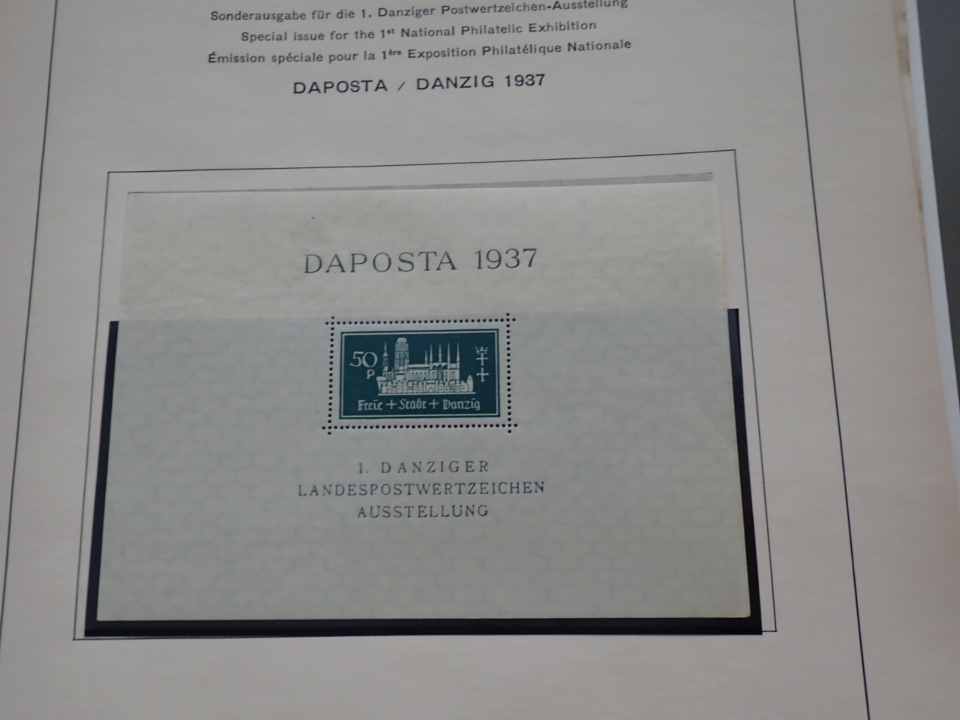 Sonderausgabe für die 1. Danziger Postwertzeichen-Ausstellung
Special issue for the 1st National Philatelic Exhibition
Émission spéciale pour la 1ère Exposition Philatélique Nationale
DAPOSTA / DANZIG 1937
DAPOSTA 1937
50
P
Freie + Stadt + Danzig
1. DANZIGER
LANDESPOSTWERTZEICHEN
AUSSTELLUNG